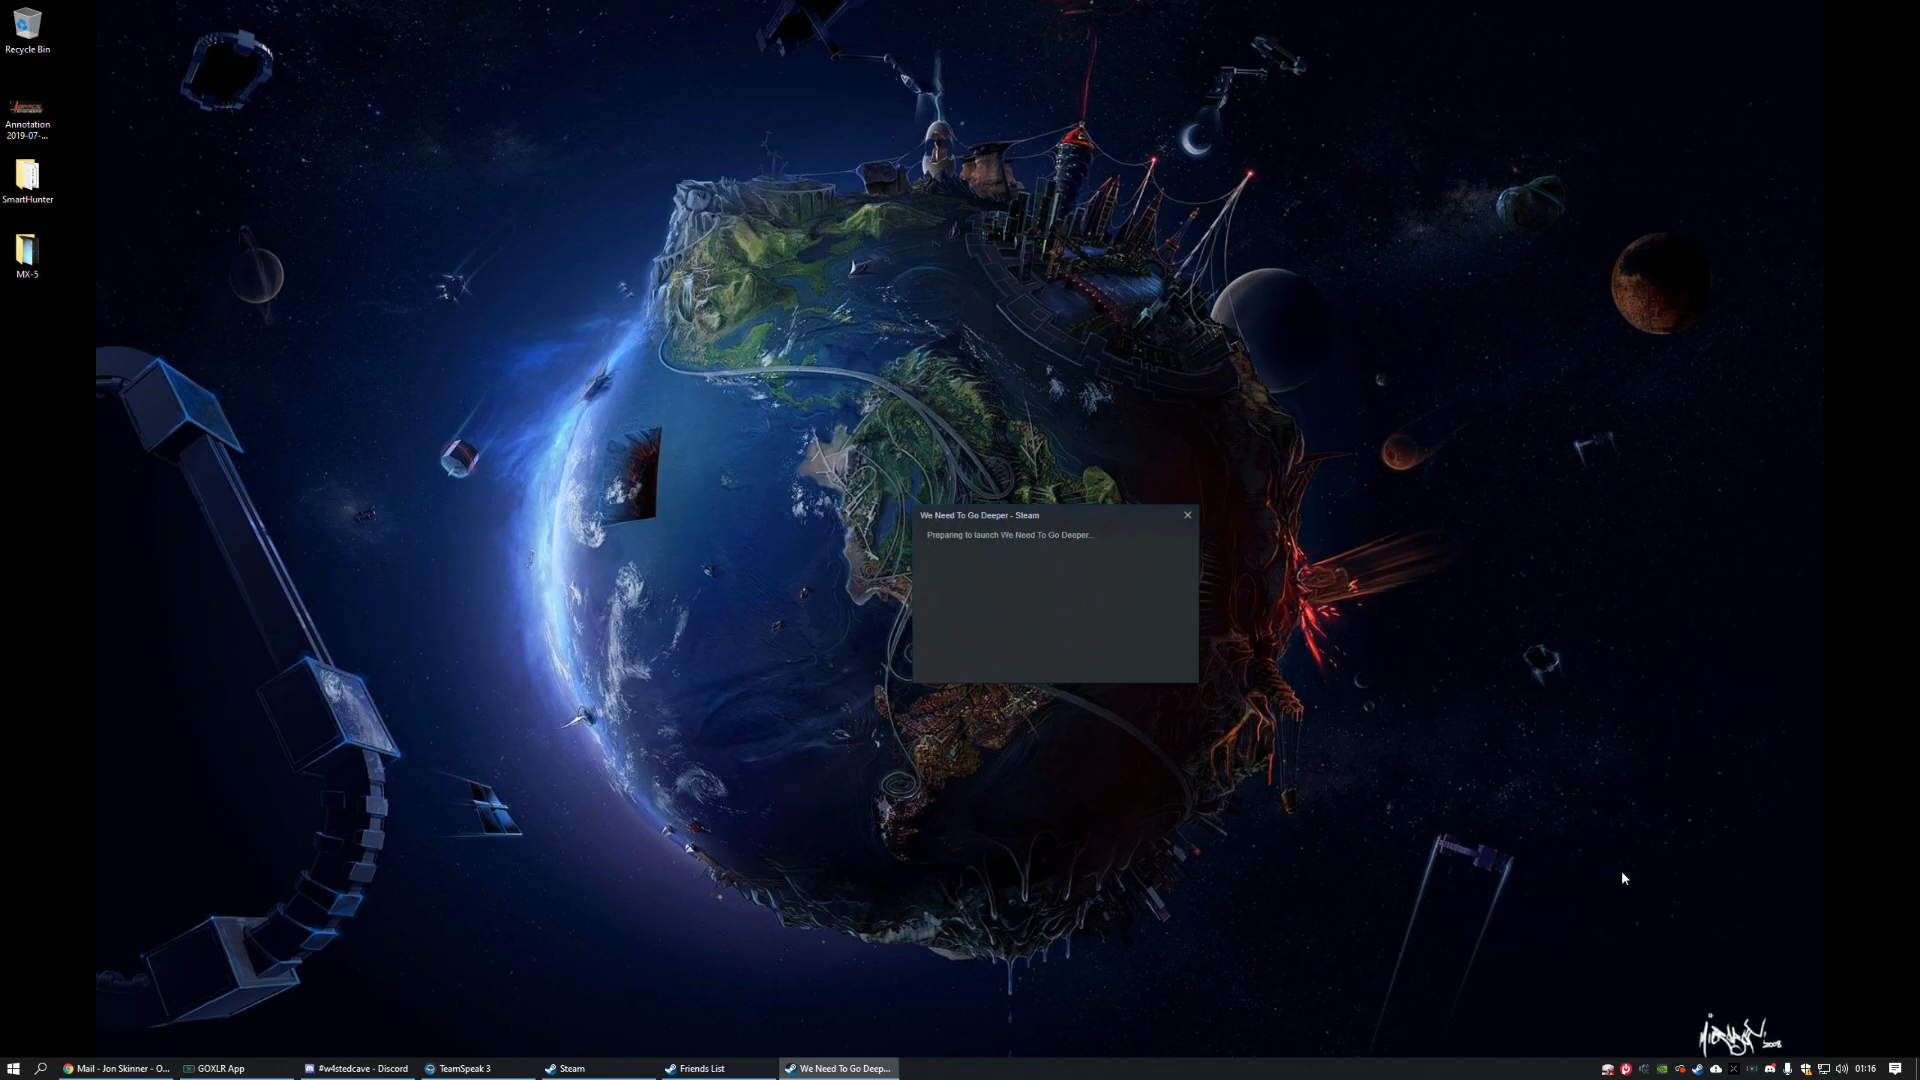 Recycle Bin
Annotation
2019-07-...
SmartHunter
MX-5
We Need To Go Deeper - Steam
Preparing to launch We Need To Go Deeper...
2008
Mail - Jon Skinner - O...
GOXLR App
#w4stedcave - Discord
TeamSpeak 3
Steam
Friends List
We Need To Go Deep...
01:16